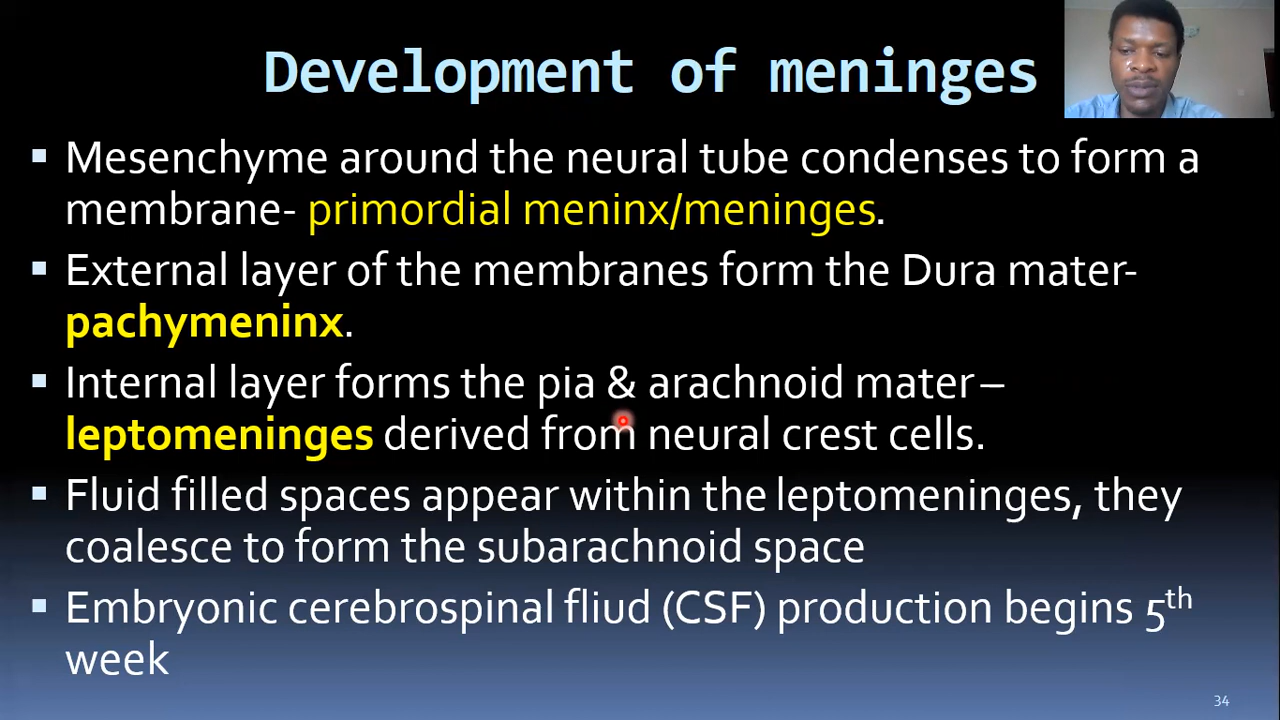 Development of meninges
▪ Mesenchyme around the neural tube condenses to form a
membrane- primordial meninx/meninges.
▪ External layer of the membranes form the Dura mater-
pachymeninx.
▪ Internal layer forms the pia & arachnoid mater –
leptomeninges derived from neural crest cells.
▪ Fluid filled spaces appear within the leptomeninges, they
coalesce to form the subarachnoid space
▪ Embryonic cerebrospinal fliud (CSF) production begins 5th
week
34